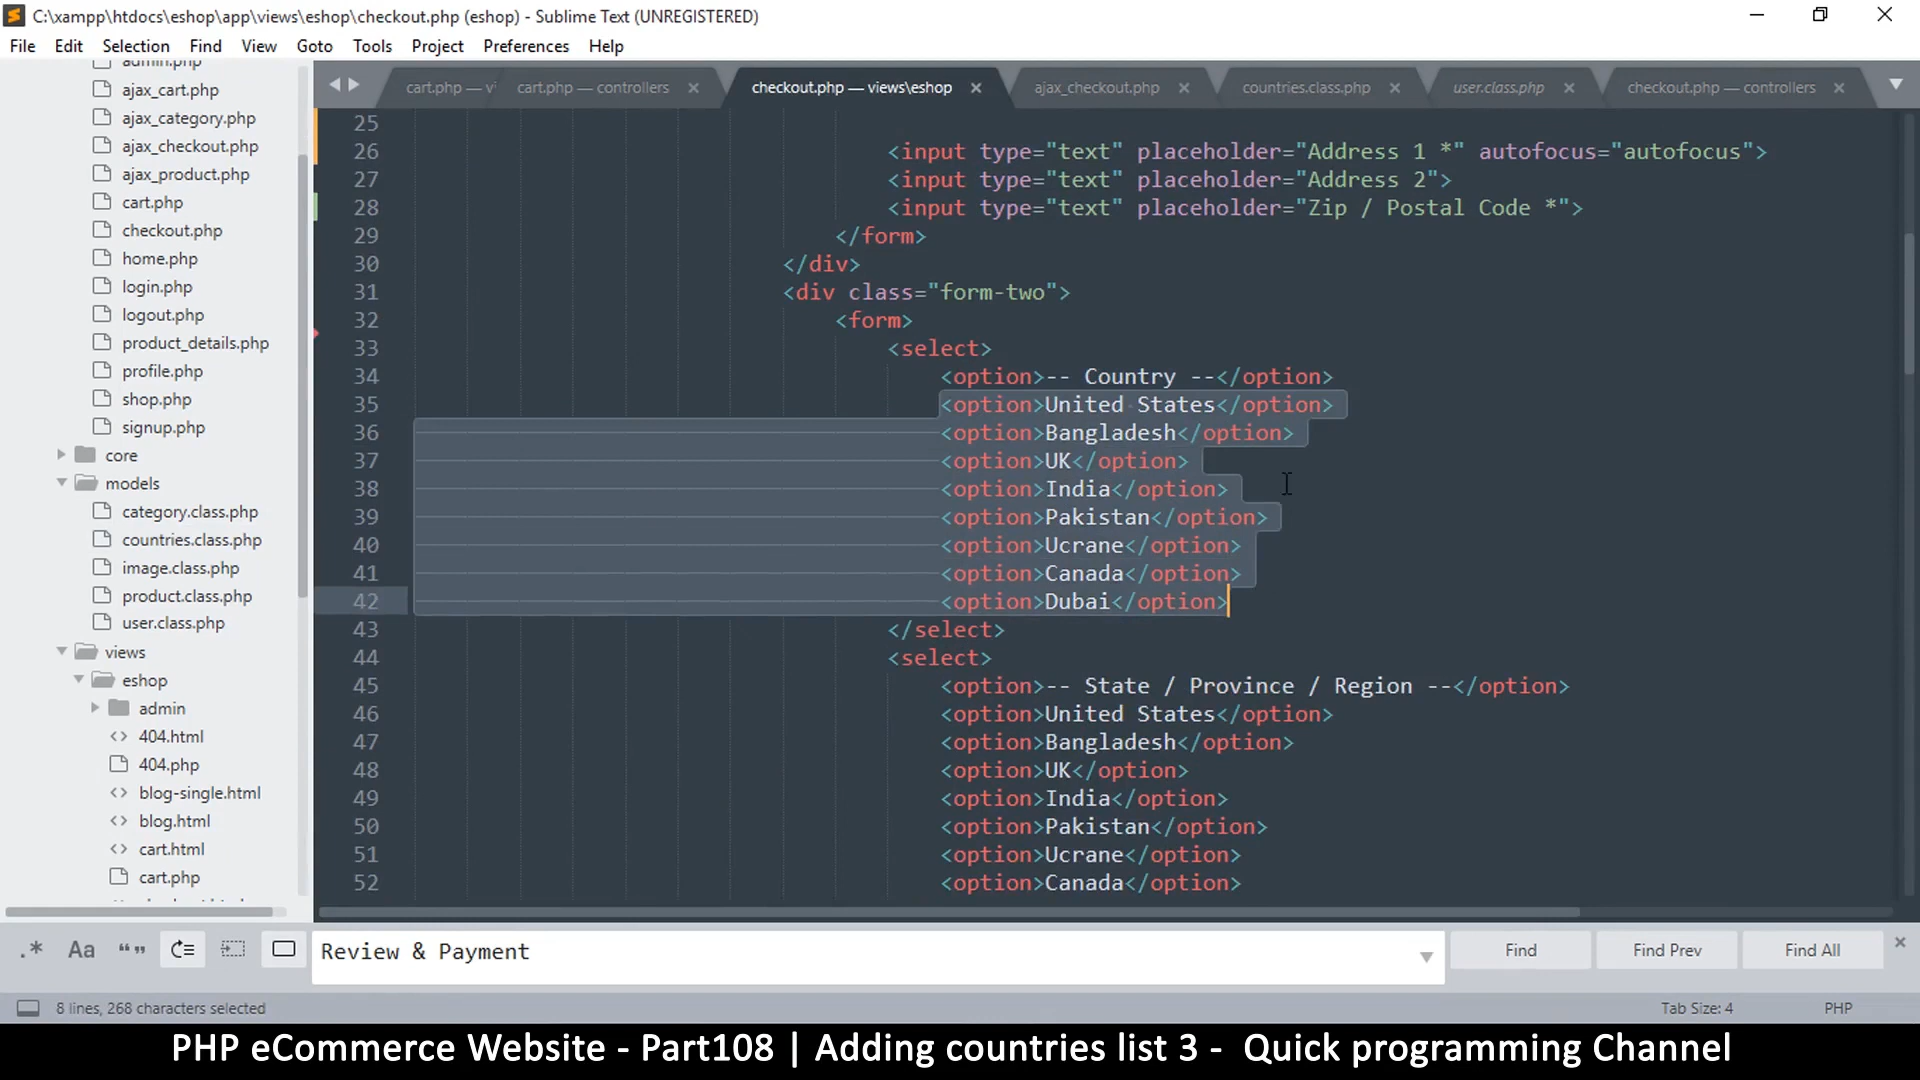 C:\xampp\htdocs\eshop\app\views\eshop\checkout.php (eshop) - Sublime Text (UNREGISTERED)
File Edit Selection Find View Goto Tools Project Preferences Help
cart.php — vi cart.php — controllers checkout.php — views\eshop ajax_checkout.php countries.class.php user.class.php checkout.php — controllers
admin.php
ajax_cart.php
ajax_category.php
ajax_checkout.php
ajax_product.php
cart.php
checkout.php
home.php
login.php
logout.php
product_details.php
profile.php
shop.php
signup.php
core
models
category.class.php
countries.class.php
image.class.php
product.class.php
user.class.php
views
eshop
admin
404.html
404.php
blog-single.html
blog.html
cart.html
cart.php
25
26 <input type="text" placeholder="Address 1 *" autofocus="autofocus">
27 <input type="text" placeholder="Address 2">
28 <input type="text" placeholder="Zip / Postal Code *">
29 </form>
30 </div>
31 <div class="form-two">
32 <form>
33 <select>
34 <option>-- Country --</option>
35 <option>United States</option>
36 <option>Bangladesh</option>
37 <option>UK</option>
38 <option>India</option>
39 <option>Pakistan</option>
40 <option>Ucrane</option>
41 <option>Canada</option>
42 <option>Dubai</option>
43 </select>
44 <select>
45 <option>-- State / Province / Region --</option>
46 <option>United States</option>
47 <option>Bangladesh</option>
48 <option>UK</option>
49 <option>India</option>
50 <option>Pakistan</option>
51 <option>Ucrane</option>
52 <option>Canada</option>
.* Aa “” Review & Payment Find Find Prev Find All
8 lines, 268 characters selected Tab Size: 4 PHP
PHP eCommerce Website - Part108 | Adding countries list 3 - Quick programming Channel